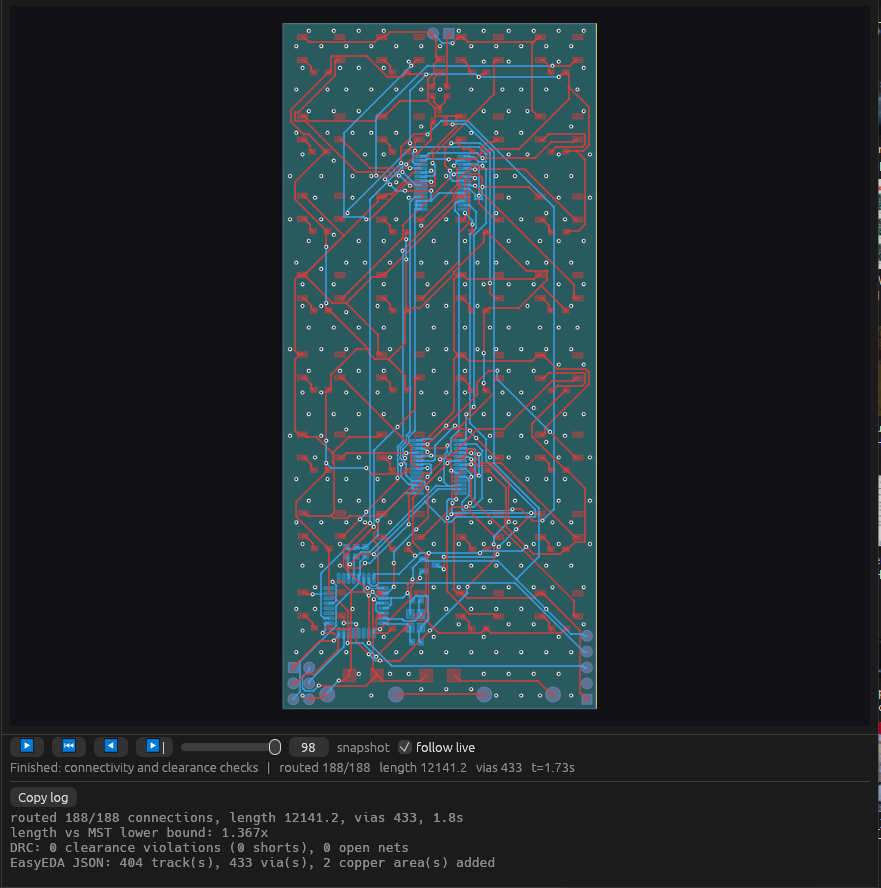 98 snapshot follow live
Finished: connectivity and clearance checks | routed 188/188 length 12141.2 vias 433 t=1.73s
Copy log
routed 188/188 connections, length 12141.2, vias 433, 1.8s
length vs MST lower bound: 1.367x
DRC: 0 clearance violations (0 shorts), 0 open nets
EasyEDA JSON: 404 track(s), 433 via(s), 2 copper area(s) added